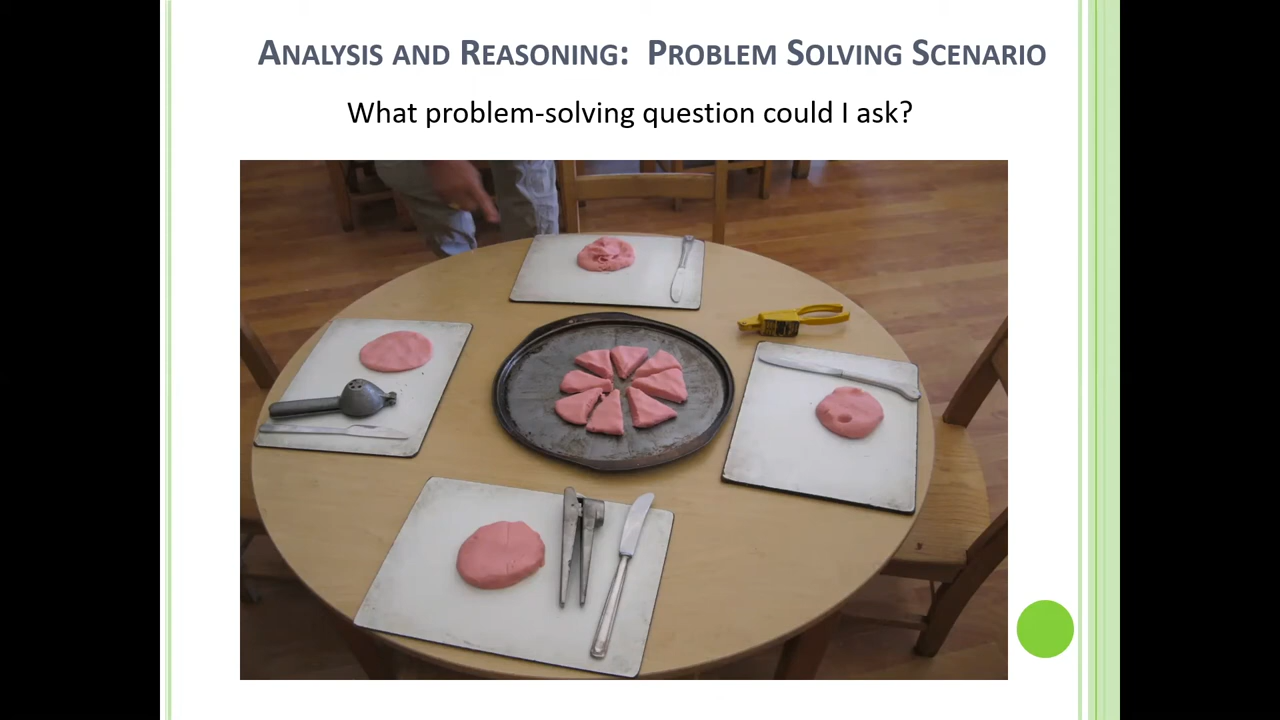 Analysis and Reasoning: Problem Solving Scenario
What problem-solving question could I ask?